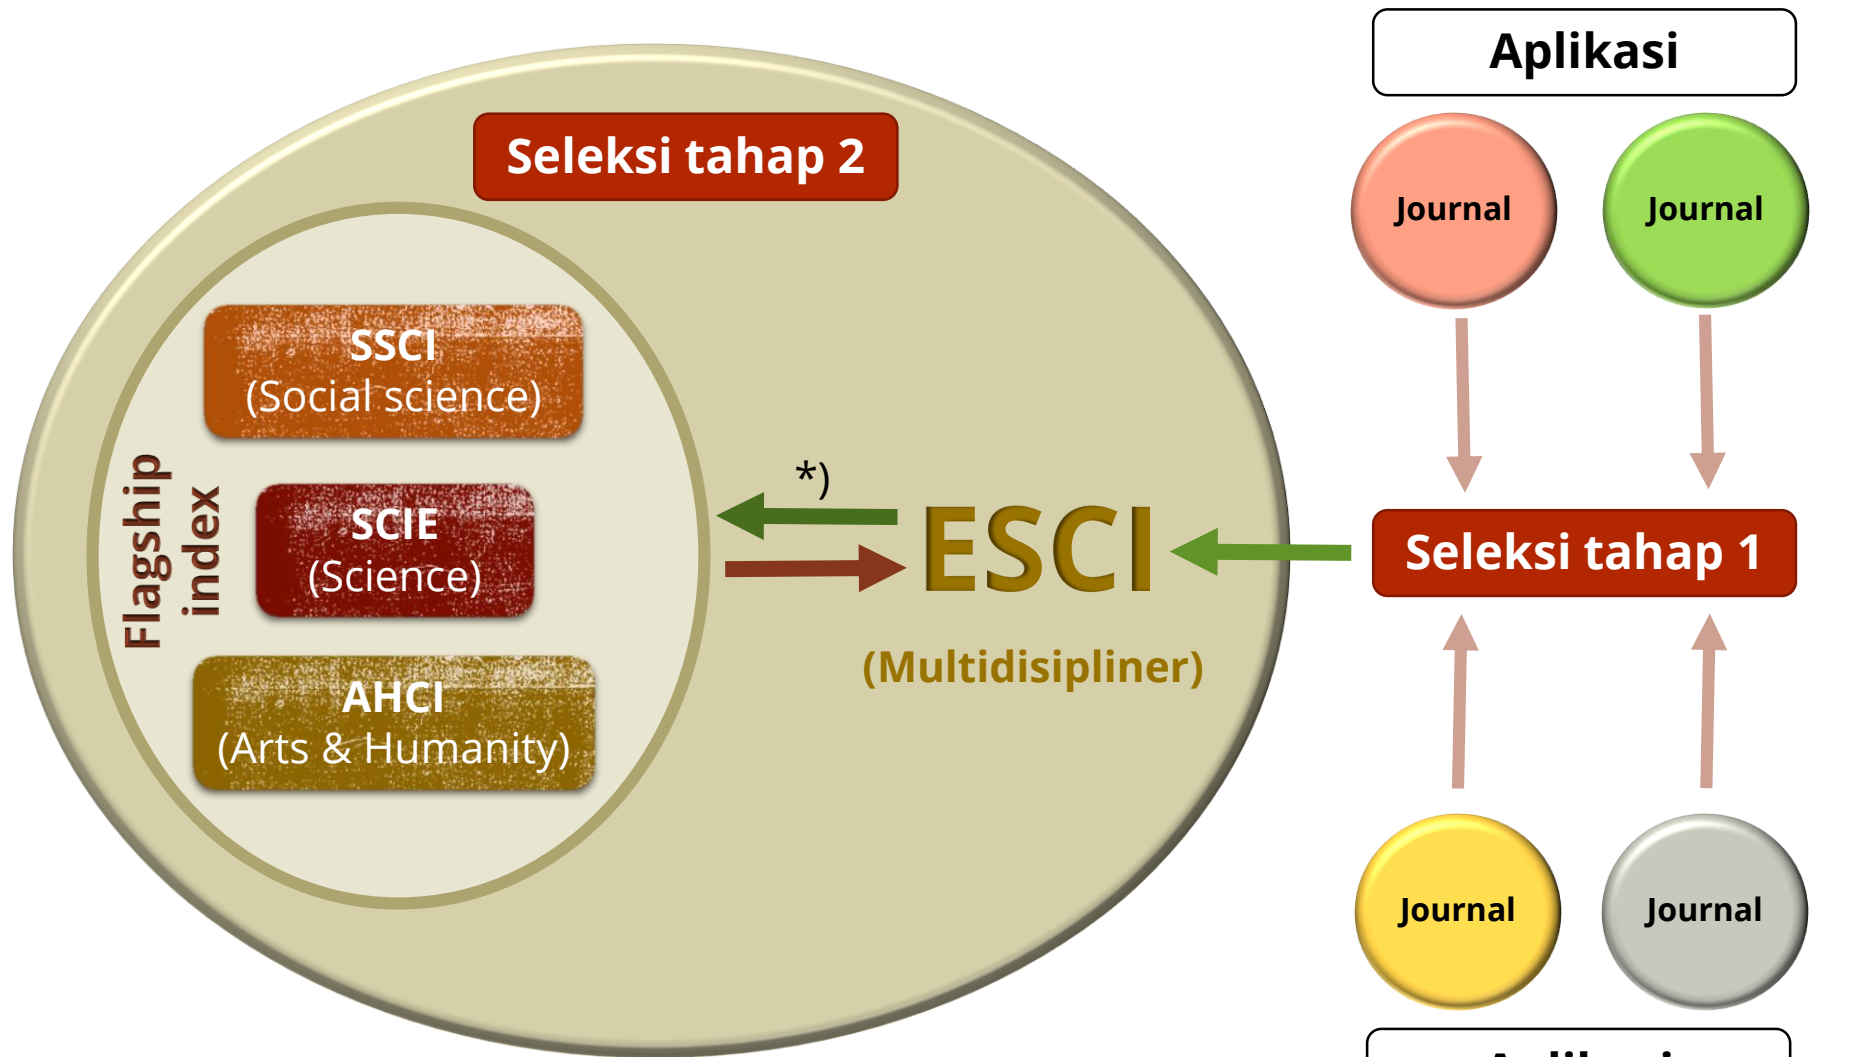 Aplikasi
Seleksi tahap 2
Journal
Journal
SSCI
(Social science)
Flagship
index
SCIE
(Science)
AHCI
(Arts & Humanity)
*)
ESCI
(Multidisipliner)
Seleksi tahap 1
Journal
Journal